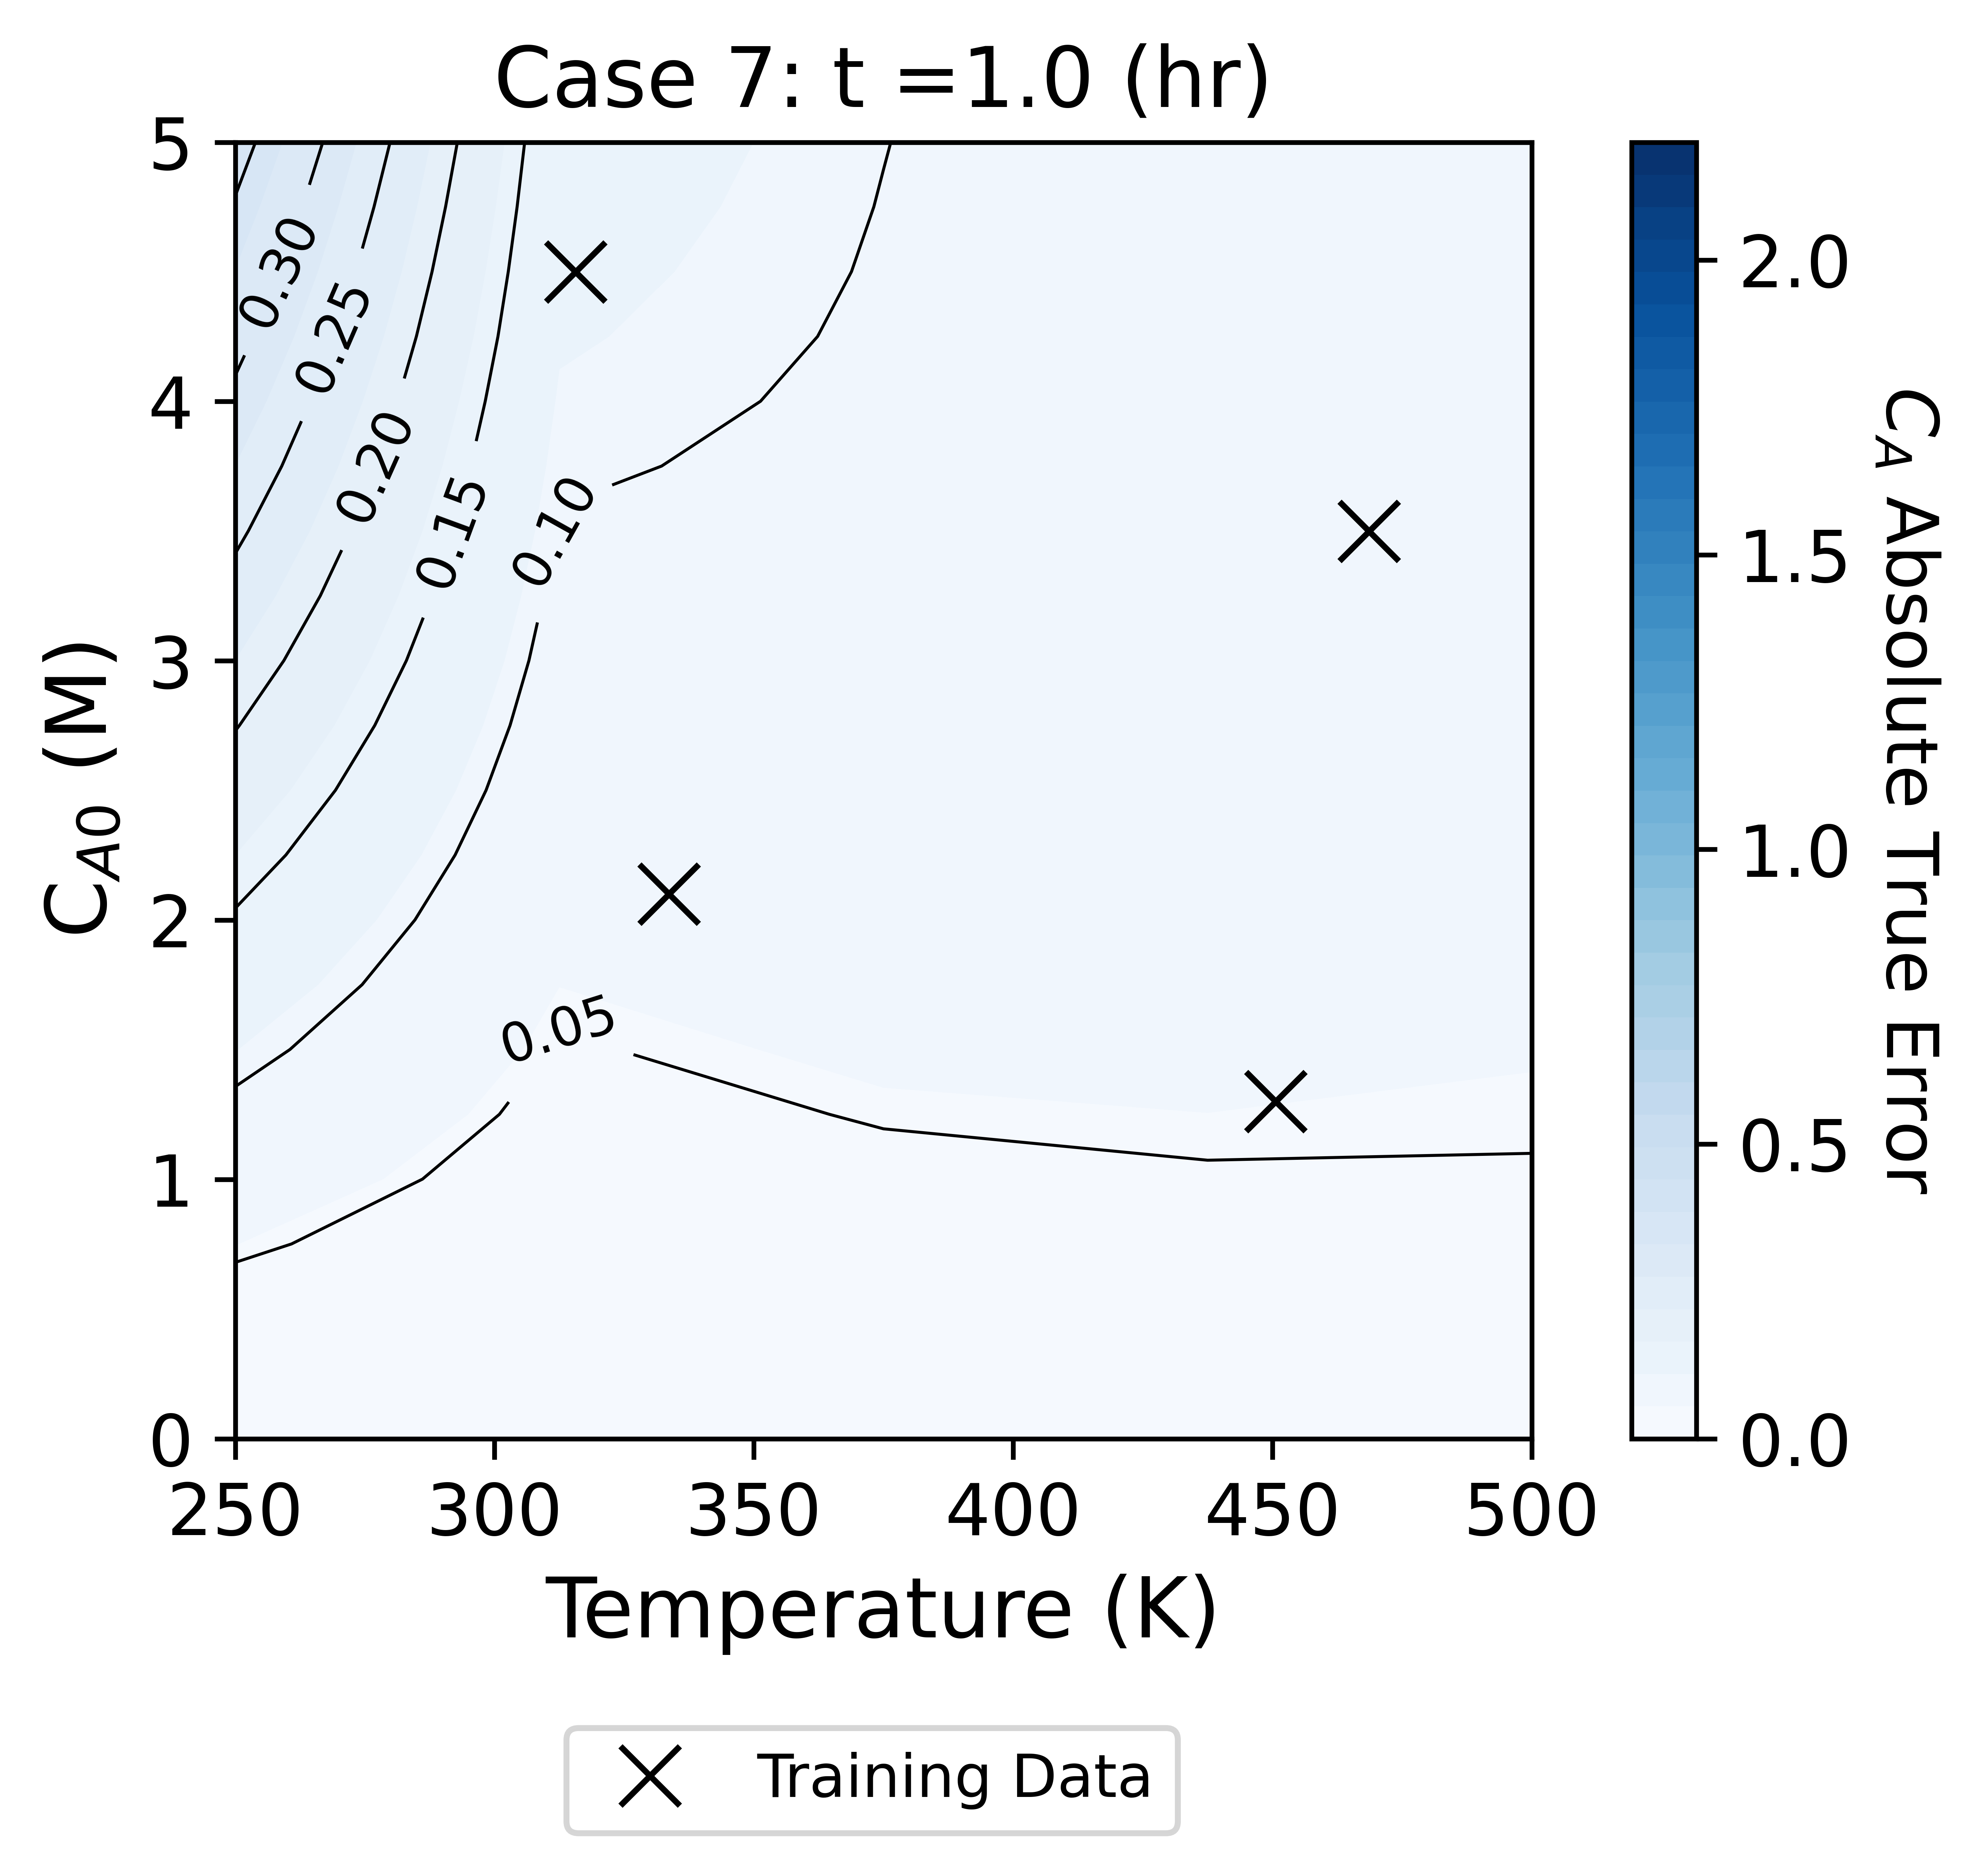 Case 7: t =1.0 (hr)
5
4
3
2
1
0
C_{A0} (M)
0.30
0.25
0.20
0.15
0.10
0.05
250 300 350 400 450 500
Temperature (K)
2.0
1.5
1.0
0.5
0.0
C_A Absolute True Error
Training Data